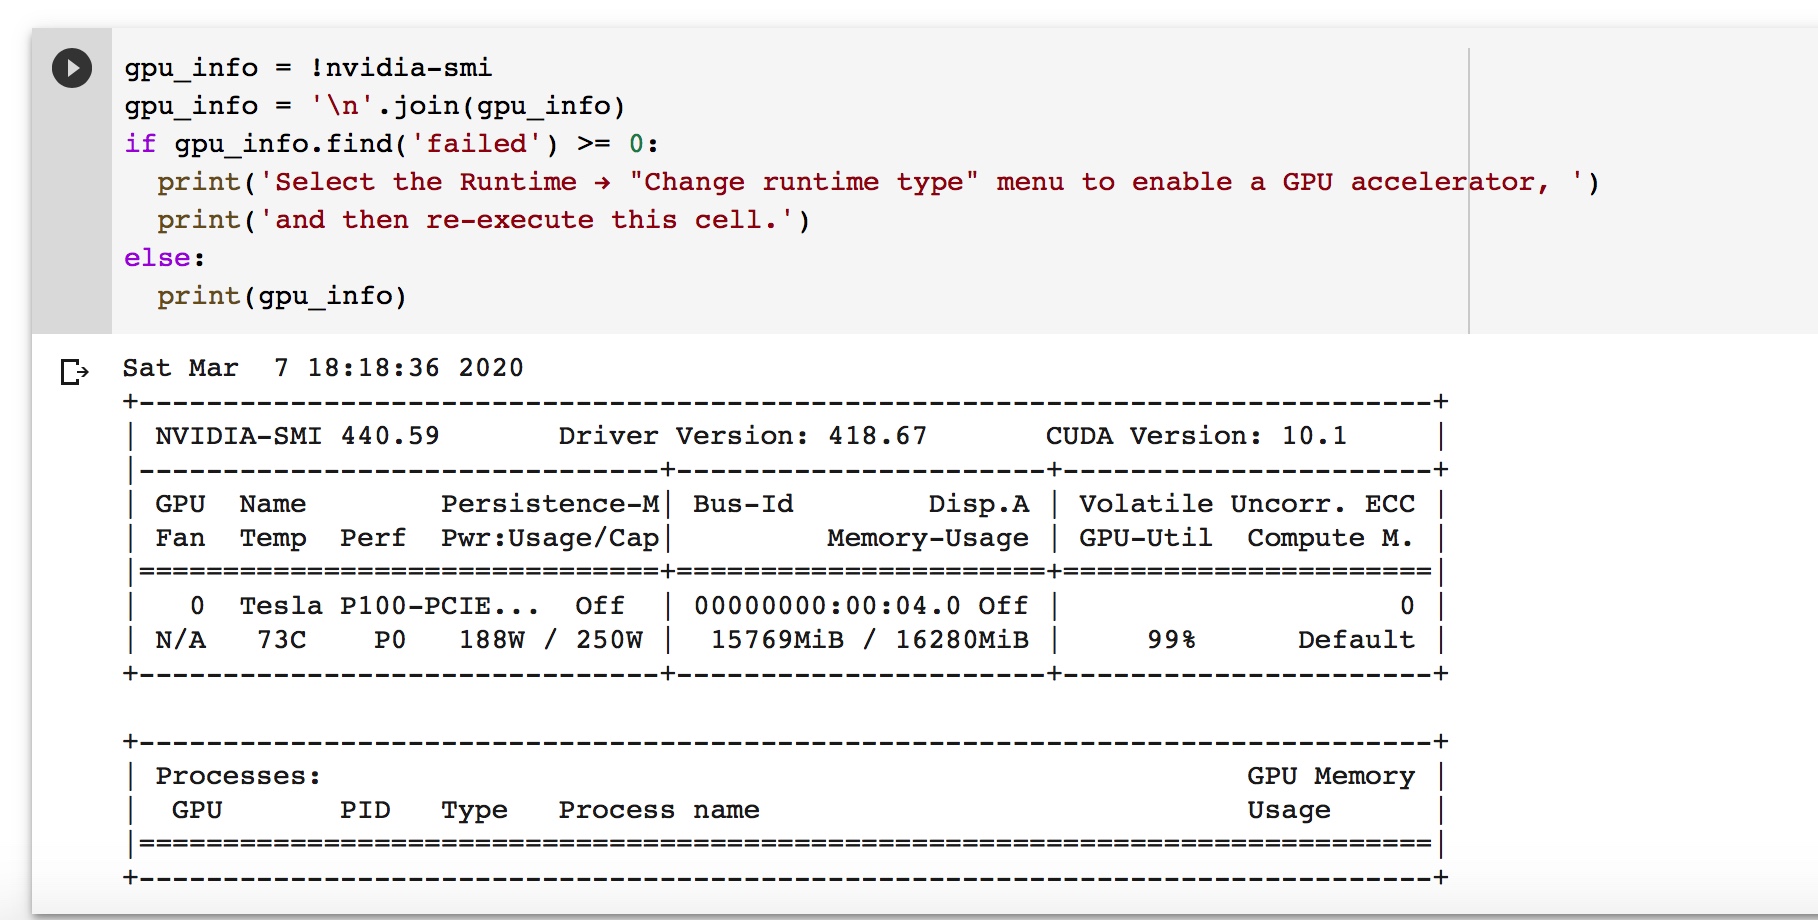 gpu_info = !nvidia-smi
gpu_info = '\n'.join(gpu_info)
if gpu_info.find('failed') >= 0:
  print('Select the Runtime → "Change runtime type" menu to enable a GPU accelerator, ')
  print('and then re-execute this cell.')
else:
  print(gpu_info)
Sat Mar  7 18:18:36 2020
+-----------------------------------------------------------------------------+
| NVIDIA-SMI 440.59       Driver Version: 418.67       CUDA Version: 10.1     |
|-------------------------------+----------------------+----------------------+
| GPU  Name        Persistence-M| Bus-Id        Disp.A | Volatile Uncorr. ECC |
| Fan  Temp  Perf  Pwr:Usage/Cap|         Memory-Usage | GPU-Util  Compute M. |
|===============================+======================+======================|
|   0  Tesla P100-PCIE...  Off  | 00000000:00:04.0 Off |                    0 |
| N/A   73C    P0   188W / 250W |  15769MiB / 16280MiB |     99%      Default |
+-------------------------------+----------------------+----------------------+
+-----------------------------------------------------------------------------+
| Processes:                                                       GPU Memory |
|  GPU       PID   Type   Process name                             Usage      |
|=============================================================================|
+-----------------------------------------------------------------------------+